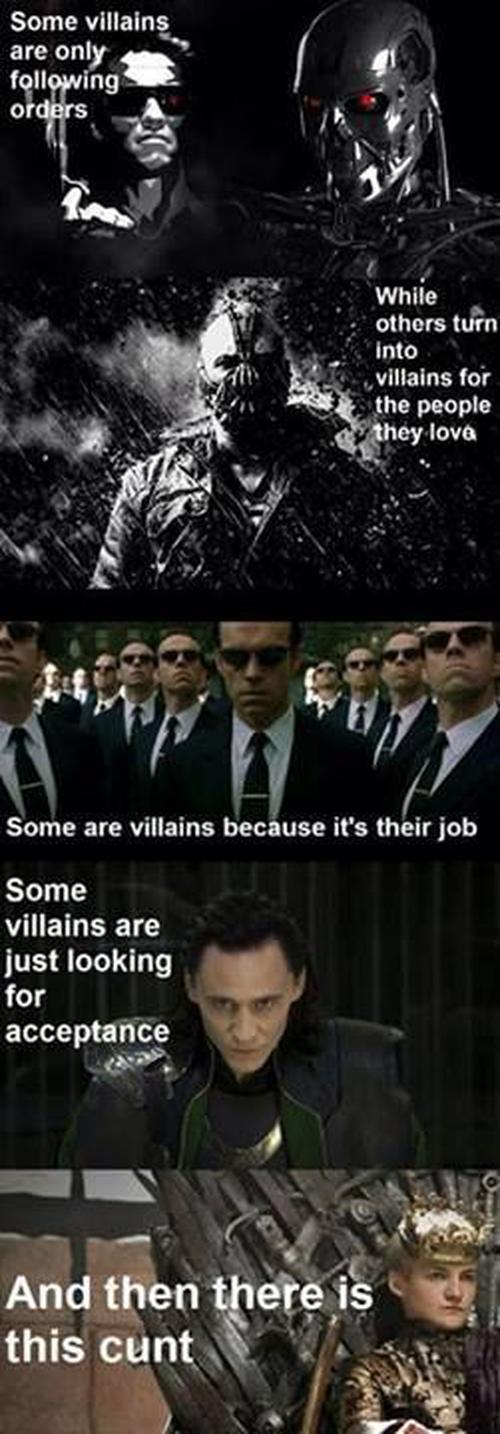 Some villains
are only
following
orders
While
others turn
into
villains for
the people
they love
Some are villains because it's their job
Some
villains are
just looking
for
acceptance
And then there is
this cunt